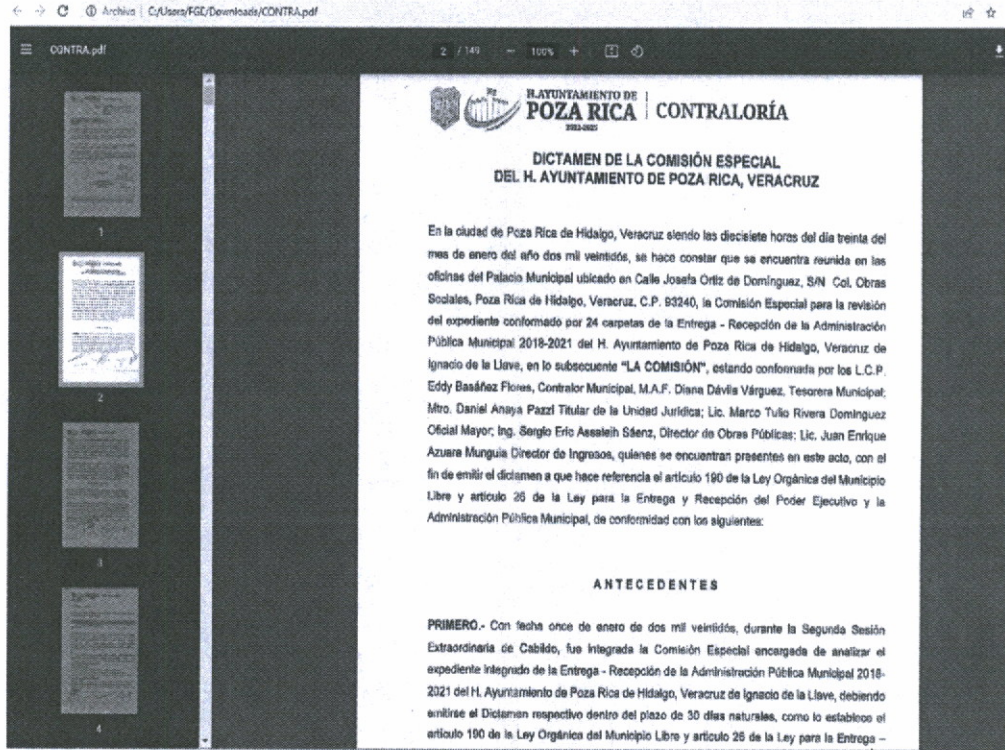 Archivo | C:/Users/FGE/Downloads/CONTRA.pdf
CONTRA.pdf
2 / 149 − 100% +
1
2
3
4
H. AYUNTAMIENTO DE
POZA RICA | CONTRALORÍA
2022-2025
DICTAMEN DE LA COMISIÓN ESPECIAL
DEL H. AYUNTAMIENTO DE POZA RICA, VERACRUZ
En la ciudad de Poza Rica de Hidalgo, Veracruz siendo las diecisiete horas del día treinta del
mes de enero del año dos mil veintidós, se hace constar que se encuentra reunida en las
oficinas del Palacio Municipal ubicado en Calle Josefa Ortiz de Domínguez, S/N Col. Obras
Sociales, Poza Rica de Hidalgo, Veracruz, C.P. 93240, la Comisión Especial para la revisión
del expediente conformado por 24 carpetas de la Entrega - Recepción de la Administración
Pública Municipal 2018-2021 del H. Ayuntamiento de Poza Rica de Hidalgo, Veracruz de
Ignacio de la Llave, en lo subsecuente "LA COMISIÓN", estando conformada por los L.C.P.
Eddy Basáñez Flores, Contralor Municipal, M.A.F. Diana Dávila Várguez, Tesorera Municipal;
Mtro. Daniel Anaya Pazzi Titular de la Unidad Jurídica; Lic. Marco Tulio Rivera Domínguez
Oficial Mayor; Ing. Sergio Eric Assaleih Sáenz, Director de Obras Públicas; Lic. Juan Enrique
Azuara Munguia Director de Ingresos, quienes se encuentran presentes en este acto, con el
fin de emitir el dictamen a que hace referencia el artículo 190 de la Ley Orgánica del Municipio
Libre y artículo 26 de la Ley para la Entrega y Recepción del Poder Ejecutivo y la
Administración Pública Municipal, de conformidad con los siguientes:
ANTECEDENTES
PRIMERO.- Con fecha once de enero de dos mil veintidós, durante la Segunda Sesión
Extraordinaria de Cabildo, fue integrada la Comisión Especial encargada de analizar el
expediente integrado de la Entrega - Recepción de la Administración Pública Municipal 2018-
2021 del H. Ayuntamiento de Poza Rica de Hidalgo, Veracruz de Ignacio de la Llave, debiendo
emitirse el Dictamen respectivo dentro del plazo de 30 días naturales, como lo establece el
artículo 190 de la Ley Orgánica del Municipio Libre y artículo 26 de la Ley para la Entrega –